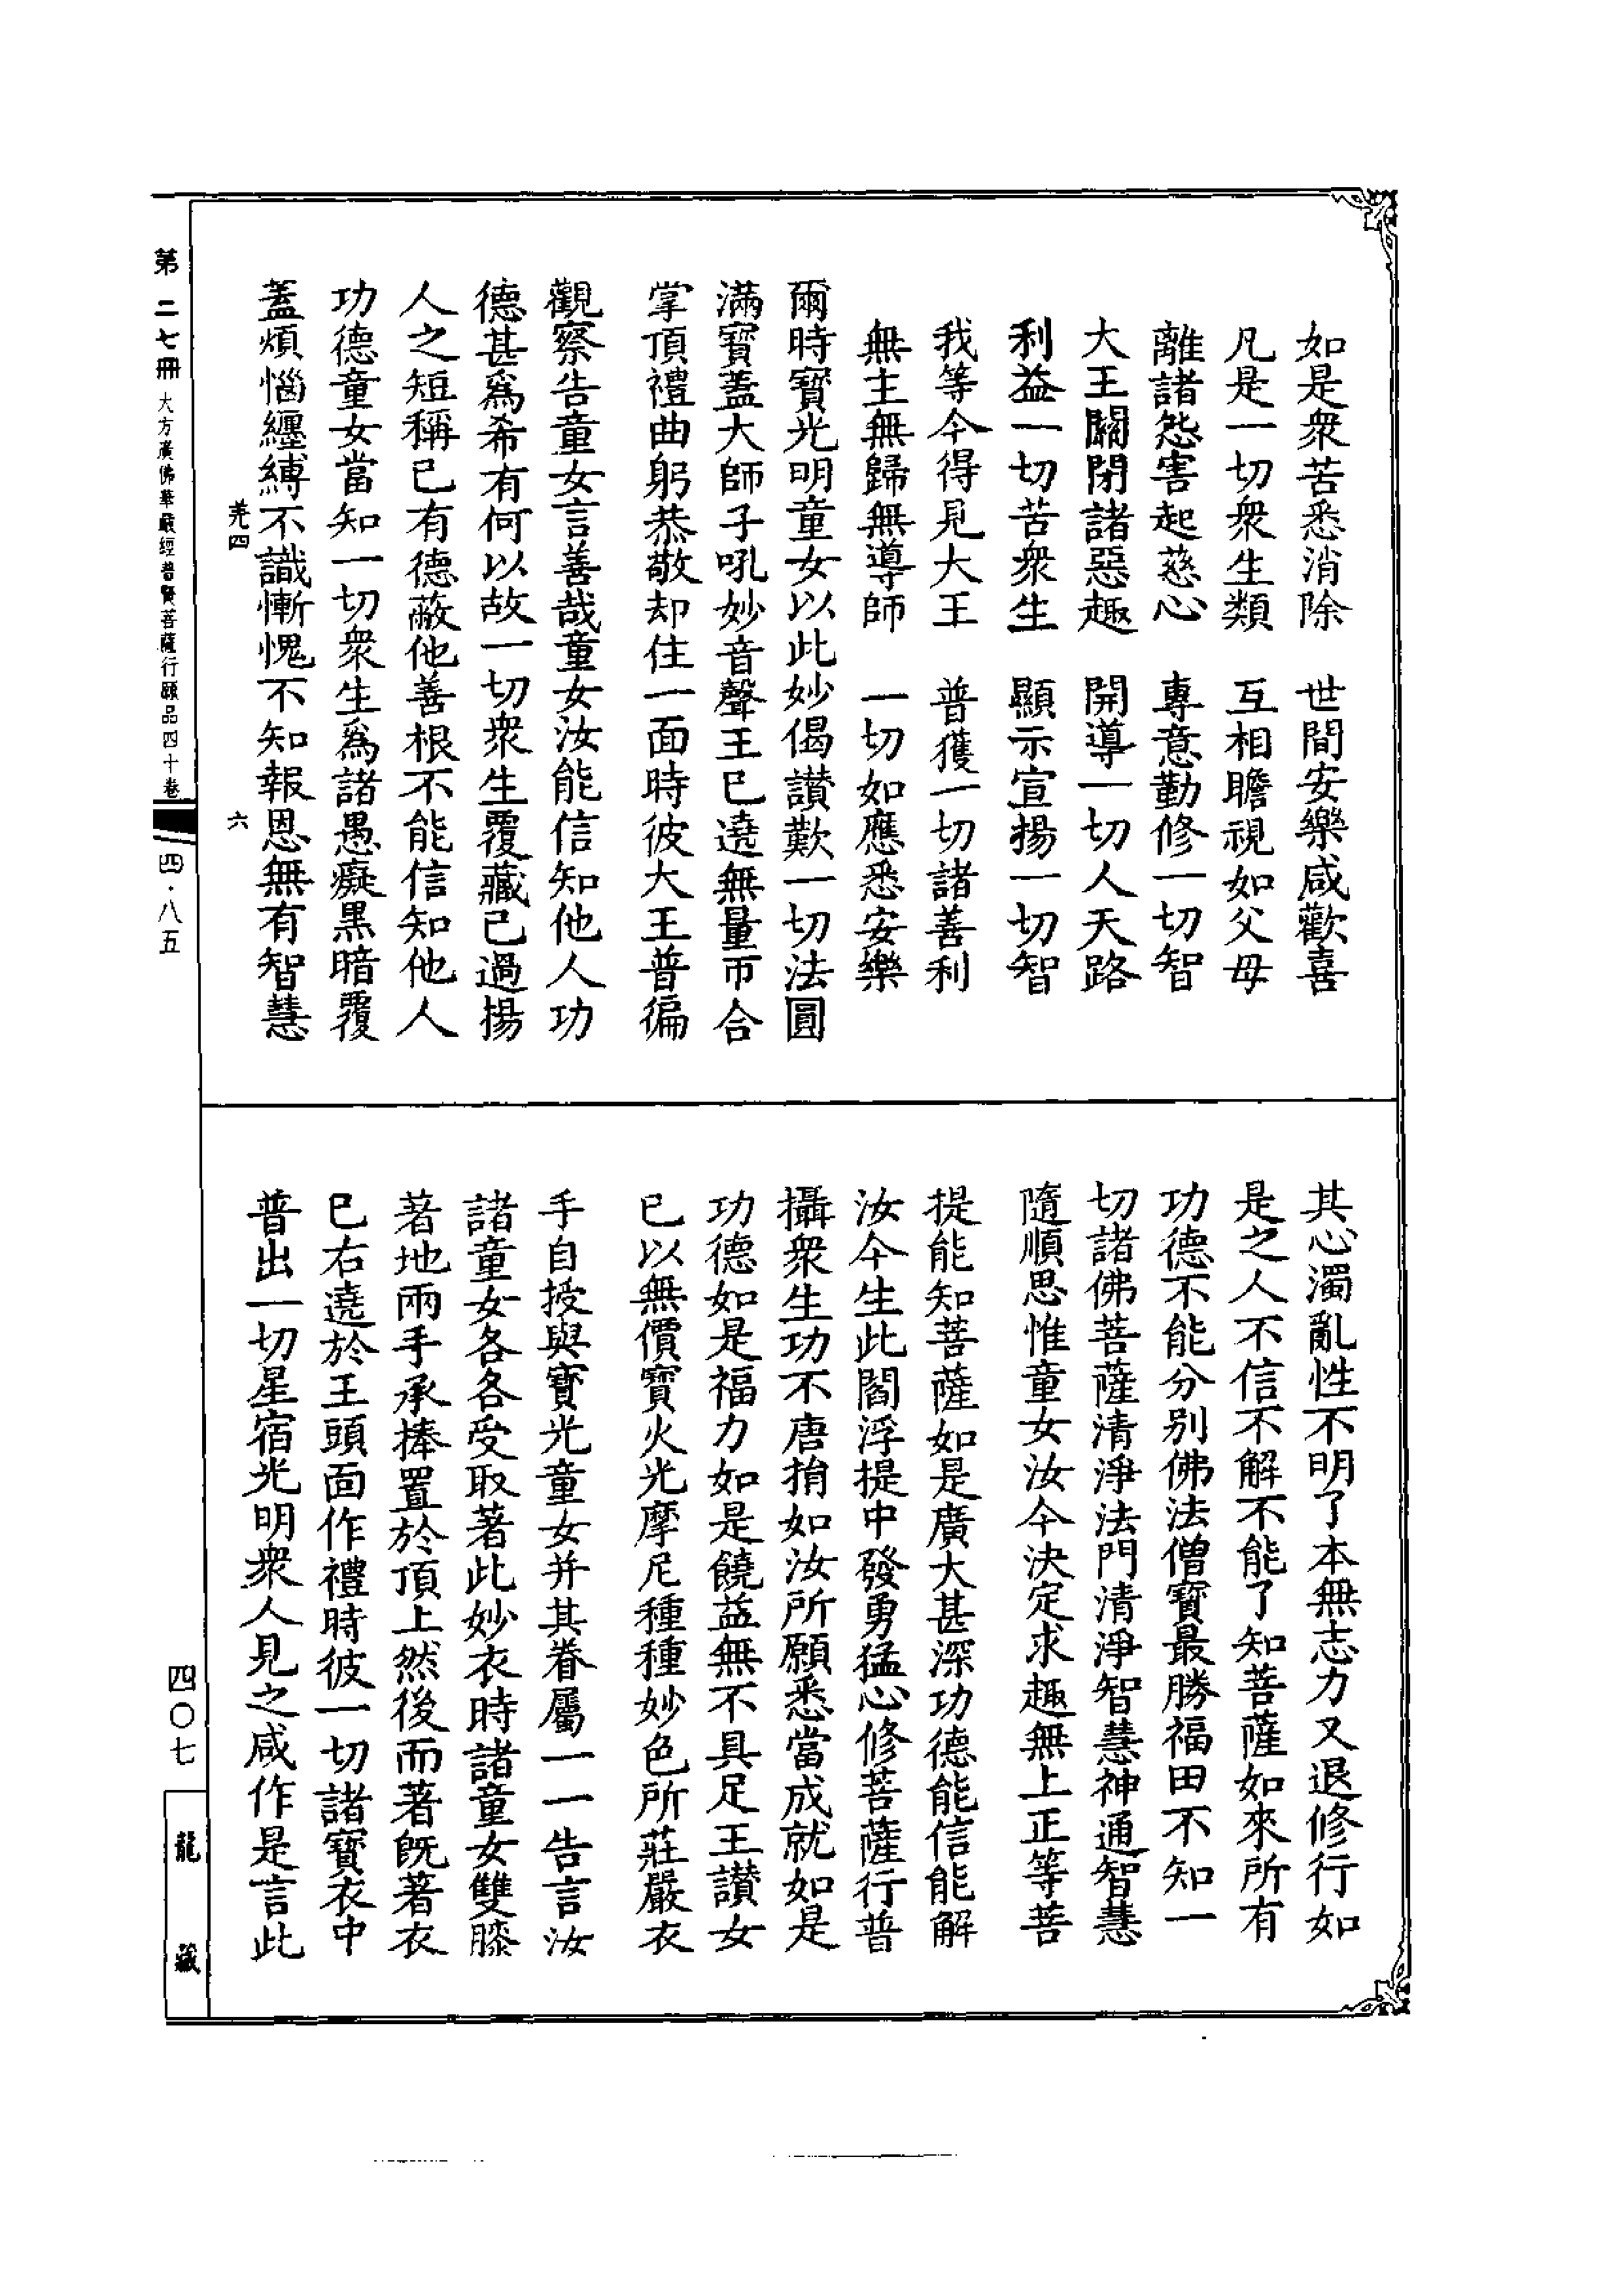 如是衆苦悉消除　世間安樂咸歡喜
凡是一切衆生類　互相瞻視如父母
離諸怨害起慈心　專意勤修一切智
大王關閉諸惡趣　開導一切人天路
利益一切苦衆生　顯示宣揚一切智
我等今得見大王　普獲一切諸善利
無主無歸無導師　一切如應悉安樂
爾時寶光明童女以此妙偈讃歎一切法圓
滿寶蓋大師子吼妙音聲王已遶無量帀合
掌頂禮曲躬恭敬却住一面時彼大王普徧
觀察告童女言善哉童女汝能信知他人功
德甚爲希有何以故一切衆生覆藏已過揚
人之短稱已有德蔽他善根不能信知他人
功德童女當知一切衆生爲諸愚癡黑暗覆
蓋煩惱纏縛不識慚愧不知報恩無有智慧
羌四　六
其心濁亂性不明了本無志力又退修行如
是之人不信不解不能了知菩薩如來所有
功德不能分别佛法僧寶最勝福田不知一
切諸佛菩薩清淨法門清淨智慧神通智慧
隨順思惟童女汝今決定求趣無上正等菩
提能知菩薩如是廣大甚深功德能信能解
汝今生此閻浮提中發勇猛心修菩薩行普
攝衆生功不唐捐如汝所願悉當成就如是
功德如是福力如是饒益無不具足王讃女
已以無價寶火光摩尼種種妙色所莊嚴衣
手自授與寶光童女并其眷屬一一告言汝
諸童女各各受取著此妙衣時諸童女雙膝
著地兩手承捧置於頂上然後而著旣著衣
已右遶於王頭面作禮時彼一切諸寶衣中
普出一切星宿光明衆人見之咸作是言此
第二七冊　大方廣佛華嚴經普賢菩薩行願品四十卷　四·八五
四〇七　龍藏